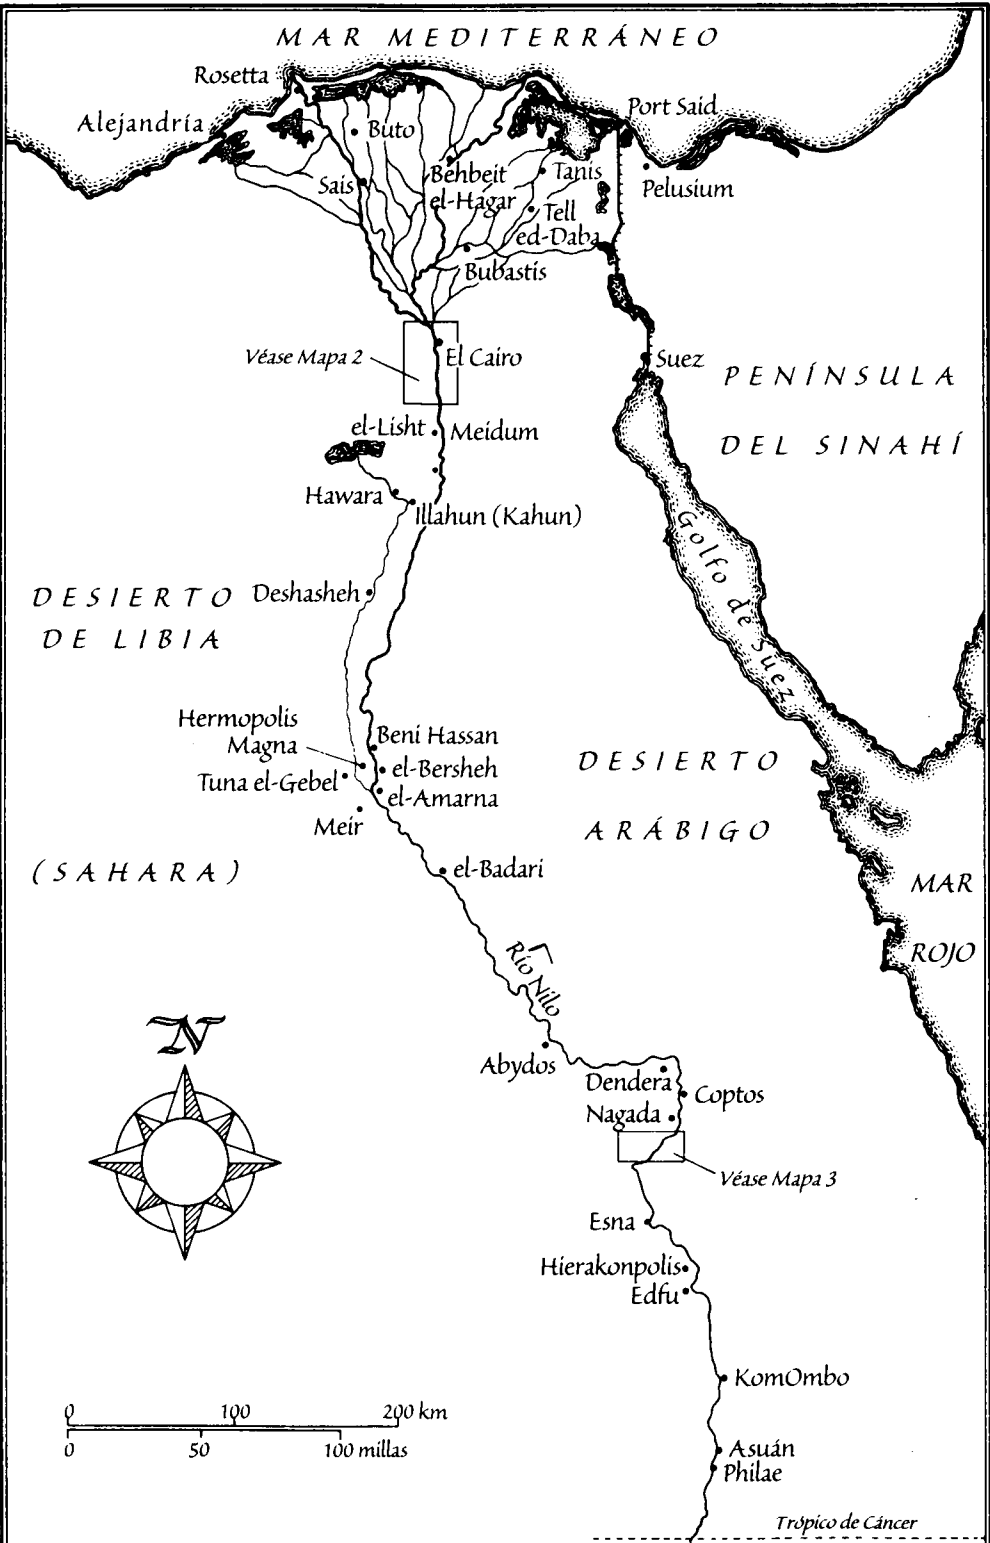 MAR MEDITERRÁNEO
Rosetta
Port Said
Alejandría
Buto
Behbeit
el-Hagar
Tanis
Sais
Pelusium
Tell
ed-Daba
Bubastis
Véase Mapa 2
El Cairo
Suez
PENÍNSULA
DEL SINAHÍ
el-Lisht
Meidum
Hawara
Illahun (Kahun)
Golfo de Suez
DESIERTO
DE LIBIA
Deshasheh
Hermopolis
Magna
Beni Hassan
Tuna el-Gebel
el-Bersheh
el-Amarna
Meir
DESIERTO
ARÁBIGO
(SAHARA)
el-Badari
MAR
ROJO
Río Nilo
N
Abydos
Dendera
Coptos
Nagada
Véase Mapa 3
Esna
Hierakonpolis
Edfu
KomOmbo
0 100 200 km
0 50 100 millas
Asuán
Philae
Trópico de Cáncer